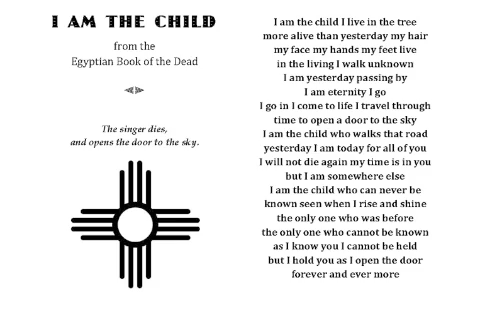 I AM THE CHILD
from the
Egyptian Book of the Dead
The singer dies,
and opens the door to the sky.
I am the child I live in the tree
more alive than yesterday my hair
my face my hands my feet live
in the living I walk unknown
I am yesterday passing by
I am eternity I go
I go in I come to life I travel through
time to open a door to the sky
I am the child who walks that road
yesterday I am today for all of you
I will not die again my time is in you
but I am somewhere else
I am the child who can never be
known seen when I rise and shine
the only one who was before
the only one who cannot be known
as I know you I cannot be held
but I hold you as I open the door
forever and ever more